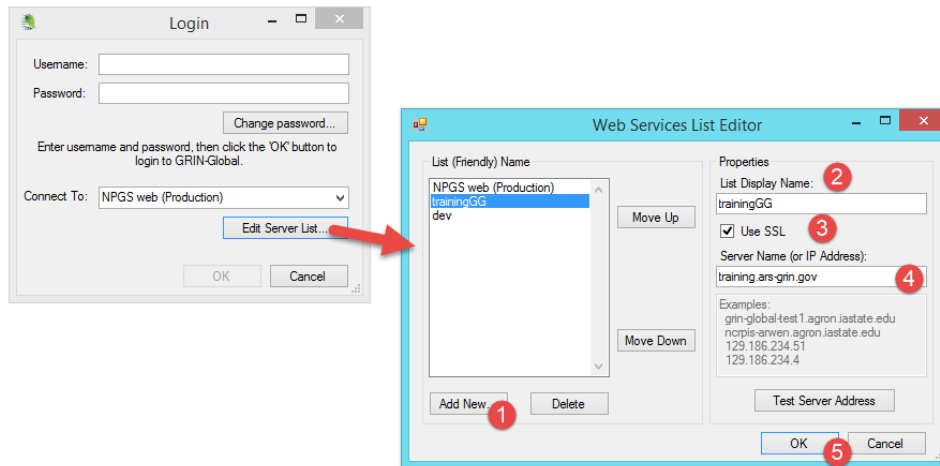 Login
Username:
Password:
Change password...
Enter username and password, then click the 'OK' button to
login to GRIN-Global.
Connect To: NPGS web (Production)
Edit Server List...
OK Cancel
Web Services List Editor
List (Friendly) Name
NPGS web (Production)
trainingGG
dev
Move Up
Move Down
Add New... 1 Delete
Properties
List Display Name: 2
trainingGG
Use SSL 3
Server Name (or IP Address):
training.ars-grin.gov 4
Examples:
grin-global-test1.agron.iastate.edu
ncrpis-arwen.agron.iastate.edu
129.186.234.51
129.186.234.4
Test Server Address
OK 5 Cancel